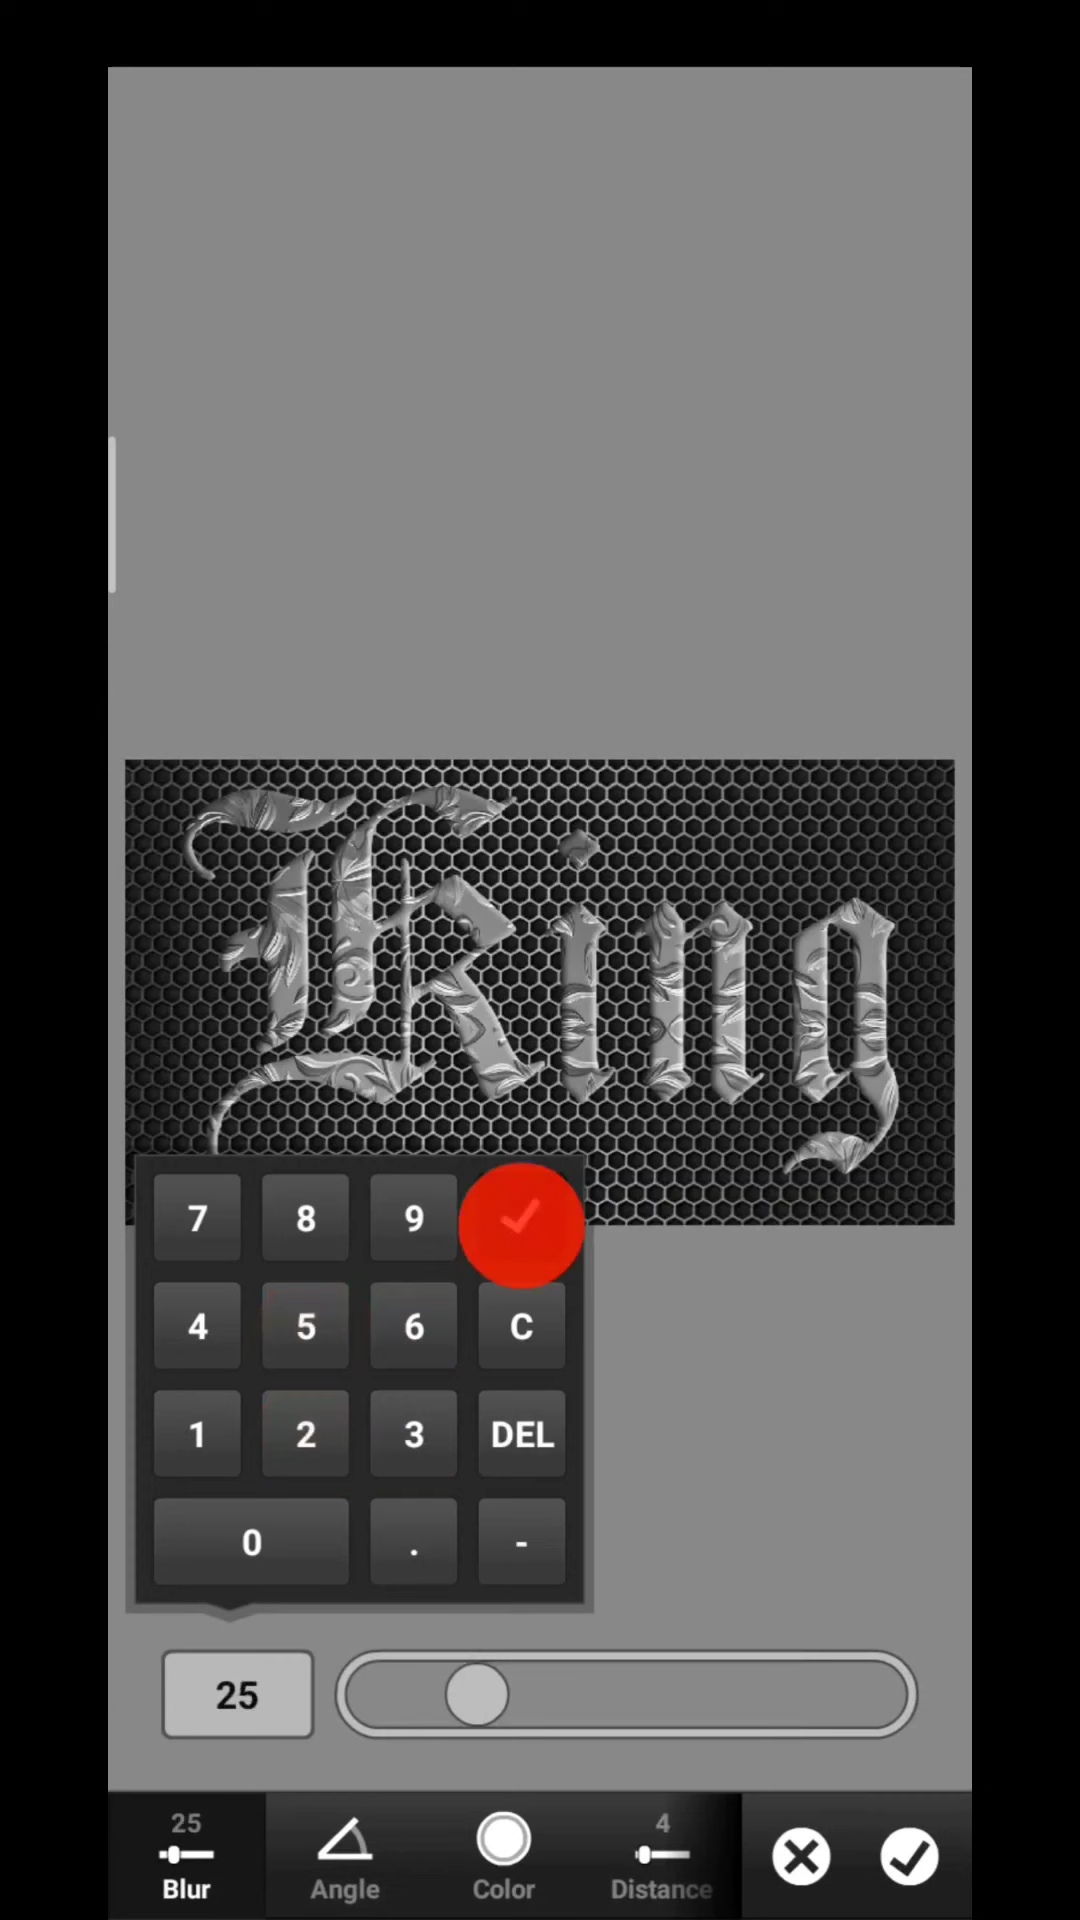 King
7 8 9
4 5 6 C
1 2 3 DEL
0 . -
25
25 4
Blur Angle Color Distance